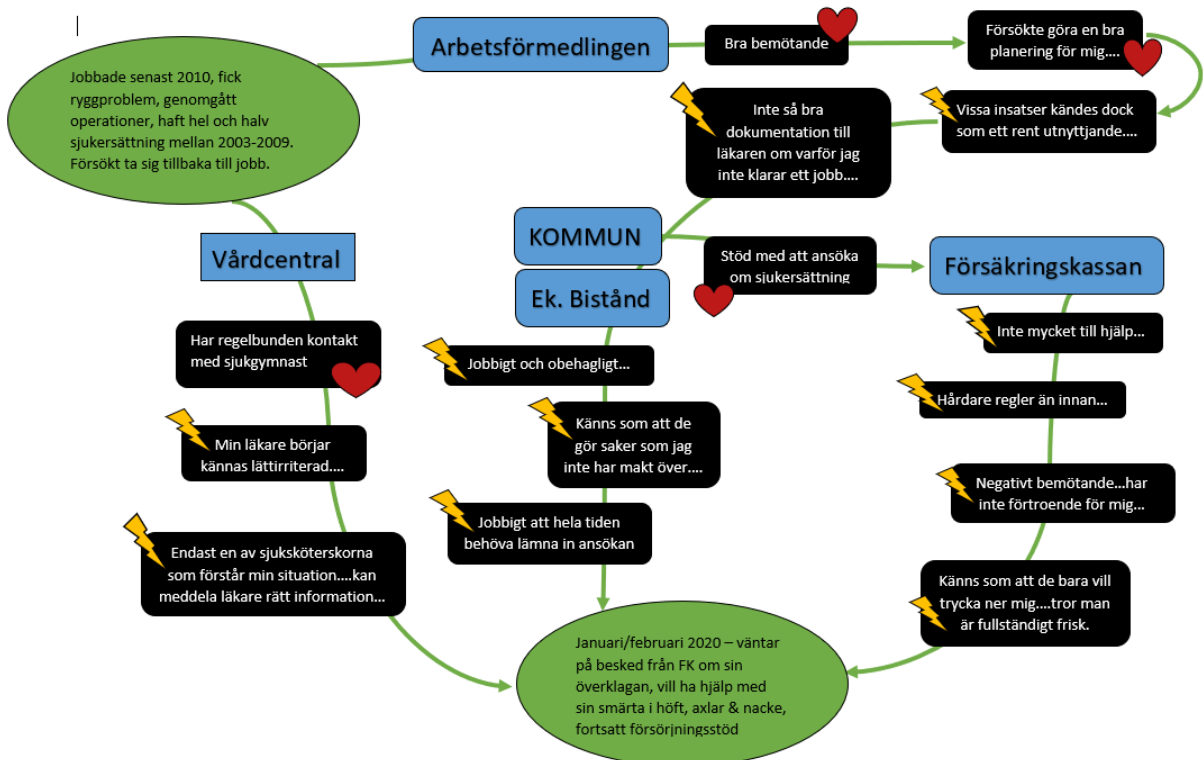 Jobbade senast 2010, fick
ryggproblem, genomgått
operationer, haft hel och halv
sjukersättning mellan 2003-2009.
Försökt ta sig tillbaka till jobb.
Arbetsförmedlingen
Bra bemötande
Försökte göra en bra
planering för mig....
Vissa insatser kändes dock
som ett rent utnyttjande....
Inte så bra
dokumentation till
läkaren om varför jag
inte klarar ett jobb....
Vårdcentral
Har regelbunden kontakt
med sjukgymnast
Min läkare börjar
kännas lättirriterad....
Endast en av sjuksköterskorna
som förstår min situation....kan
meddela läkare rätt information...
KOMMUN
Ek. Bistånd
Jobbigt och obehagligt...
Känns som att de
gör saker som jag
inte har makt över....
Jobbigt att hela tiden
behöva lämna in ansökan
Stöd med att ansöka
om sjukersättning
Försäkringskassan
Inte mycket till hjälp...
Hårdare regler än innan...
Negativt bemötande...har
inte förtroende för mig...
Känns som att de bara vill
trycka ner mig....tror man
är fullständigt frisk.
Januari/februari 2020 – väntar
på besked från FK om sin
överklagan, vill ha hjälp med
sin smärta i höft, axlar & nacke,
fortsatt försörjningsstöd